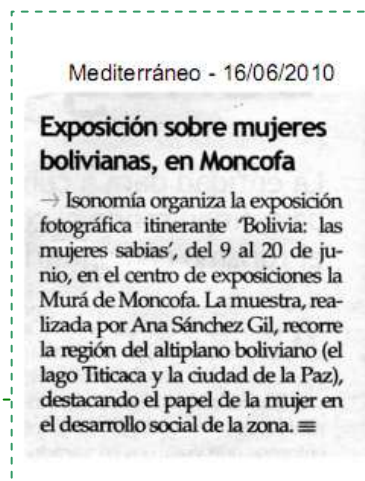 Mediterráneo - 16/06/2010
Exposición sobre mujeres
bolivianas, en Moncofa
→ Isonomía organiza la exposición
fotográfica itinerante ‘Bolivia: las
mujeres sabias’, del 9 al 20 de ju-
nio, en el centro de exposiciones la
Murá de Moncofa. La muestra, rea-
lizada por Ana Sánchez Gil, recorre
la región del altiplano boliviano (el
lago Titicaca y la ciudad de la Paz),
destacando el papel de la mujer en
el desarrollo social de la zona. ≡